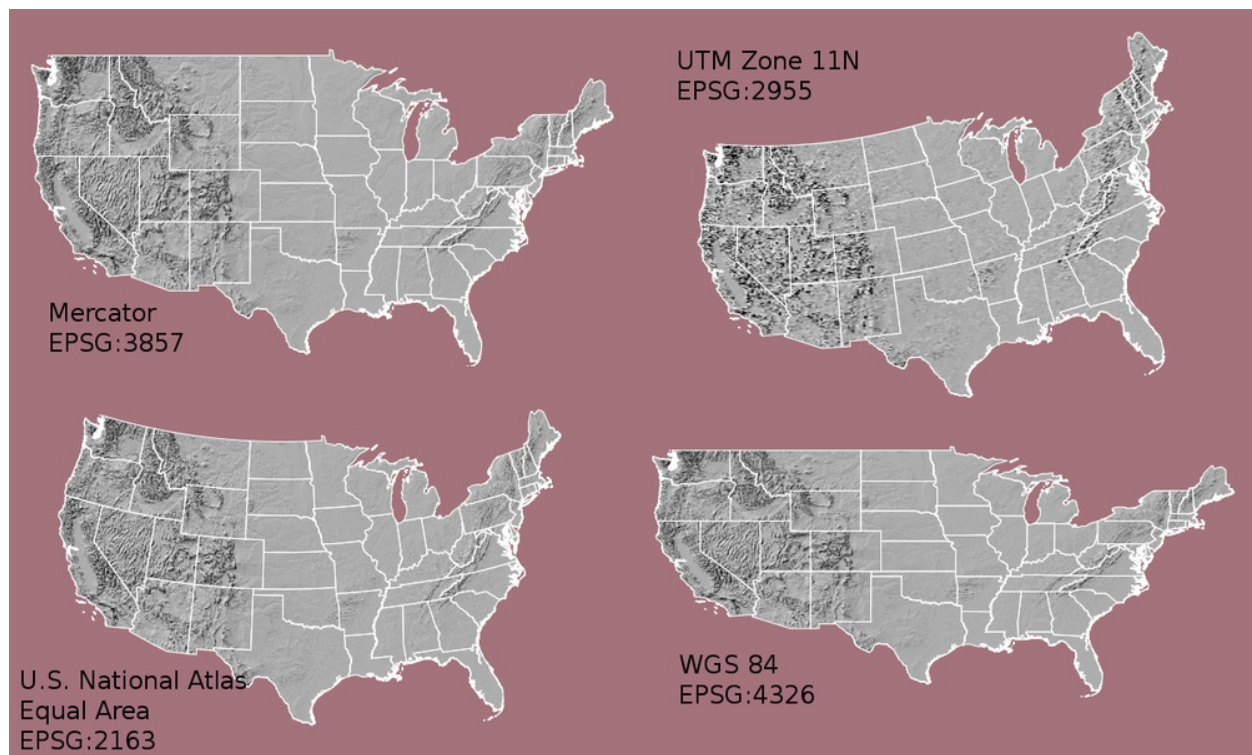 Mercator
EPSG:3857
UTM Zone 11N
EPSG:2955
U.S. National Atlas
Equal Area
EPSG:2163
WGS 84
EPSG:4326